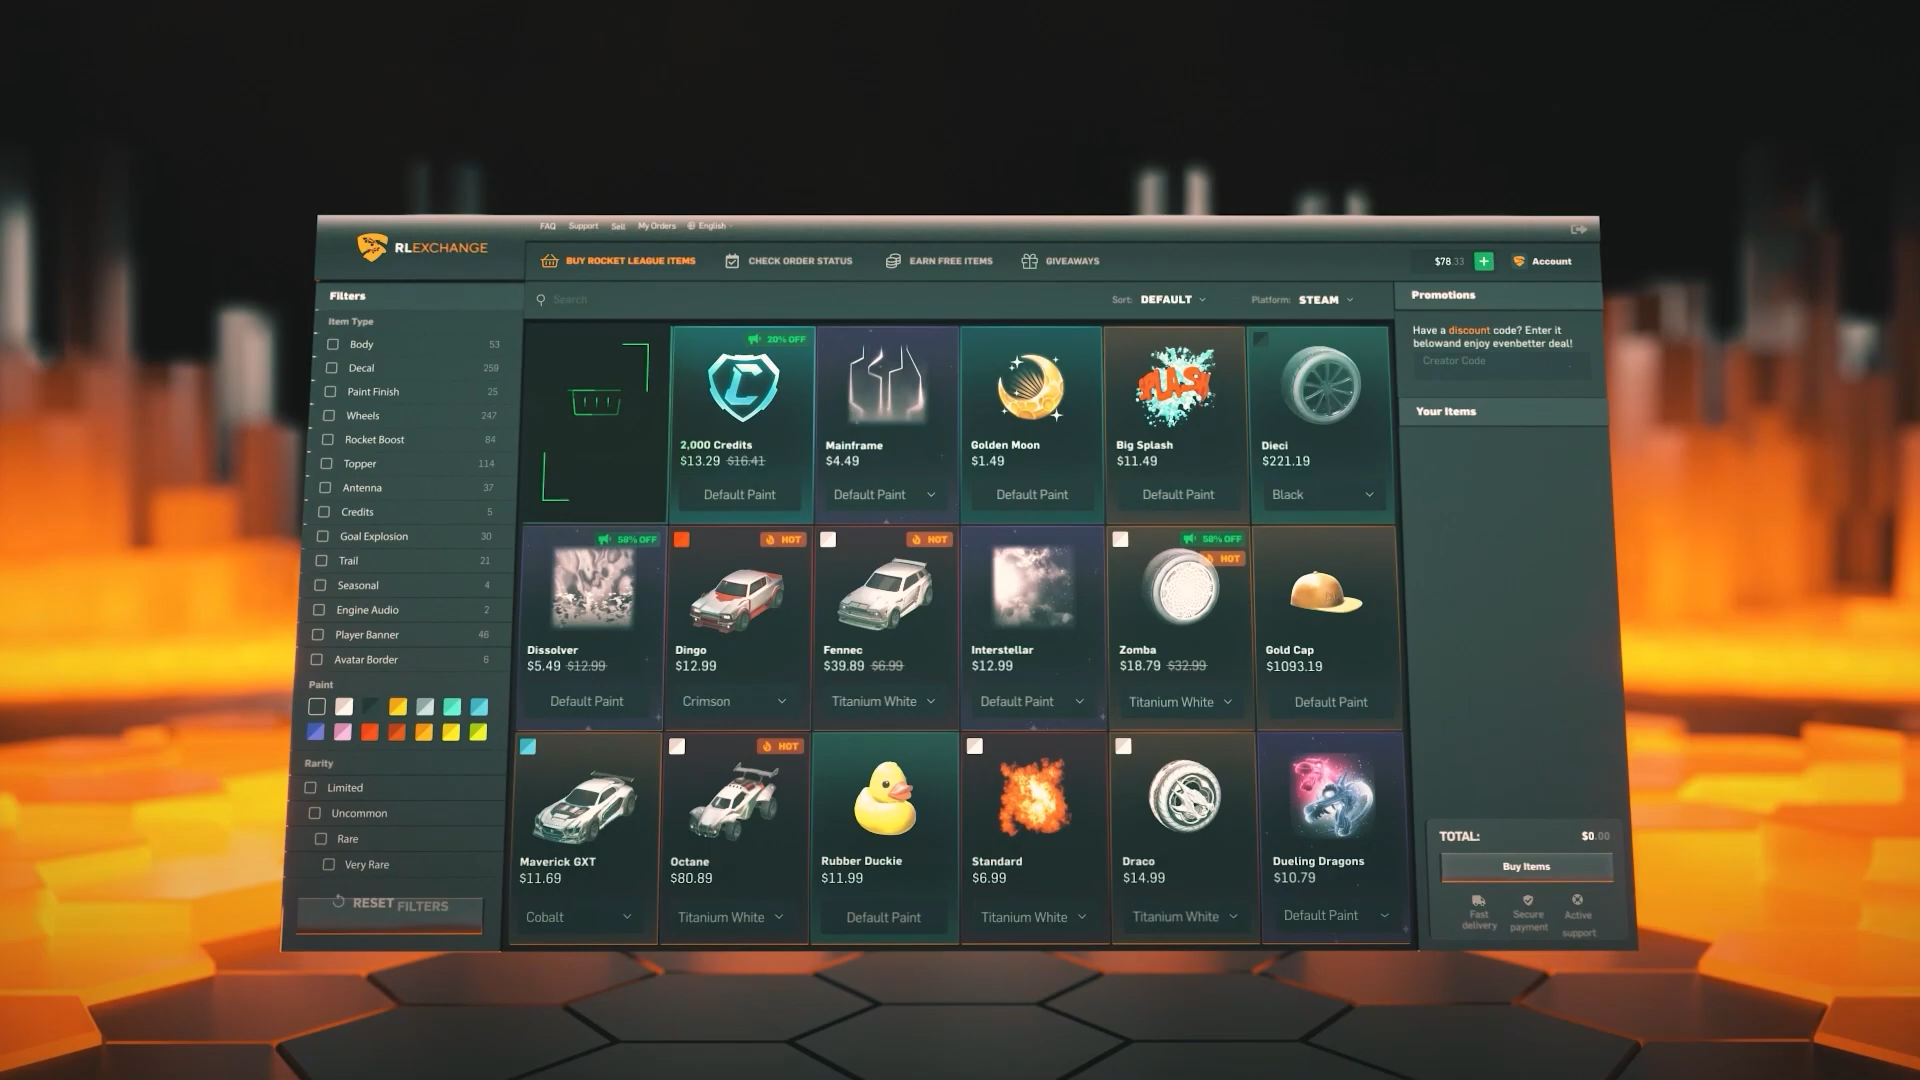 FAQ Support Sell My Orders English
RLEXCHANGE
BUY ROCKET LEAGUE ITEMS CHECK ORDER STATUS EARN FREE ITEMS GIVEAWAYS
$78.33 + Account
Filters
Search
Sort: DEFAULT
Platform: STEAM
Item Type
Body 53
Decal 259
Paint Finish 25
Wheels 247
Rocket Boost 84
Topper 114
Antenna 37
Credits 5
Goal Explosion 30
Trail 21
Seasonal 4
Engine Audio 2
Player Banner 46
Avatar Border 6
Paint
Rarity
Limited
Uncommon
Rare
Very Rare
RESET FILTERS
20% OFF
2,000 Credits
$13.29 $16.41
Default Paint
Mainframe
$4.49
Default Paint
Golden Moon
$1.49
Default Paint
SPLASH
Big Splash
$11.49
Default Paint
Dieci
$221.19
Black
58% OFF
Dissolver
$5.49 $12.99
Default Paint
HOT
Dingo
$12.99
Crimson
HOT
Fennec
$39.89 $6.99
Titanium White
Interstellar
$12.99
Default Paint
58% OFF
HOT
Zomba
$18.79 $32.99
Titanium White
Gold Cap
$1093.19
Default Paint
Maverick GXT
$11.69
Cobalt
HOT
Octane
$80.89
Titanium White
Rubber Duckie
$11.99
Default Paint
Standard
$6.99
Titanium White
Draco
$14.99
Titanium White
Dueling Dragons
$10.79
Default Paint
Promotions
Have a discount code? Enter it
belowand enjoy evenbetter deal!
Creator Code
Your Items
TOTAL: $0.00
Buy Items
Fast
delivery
Secure
payment
Active
support